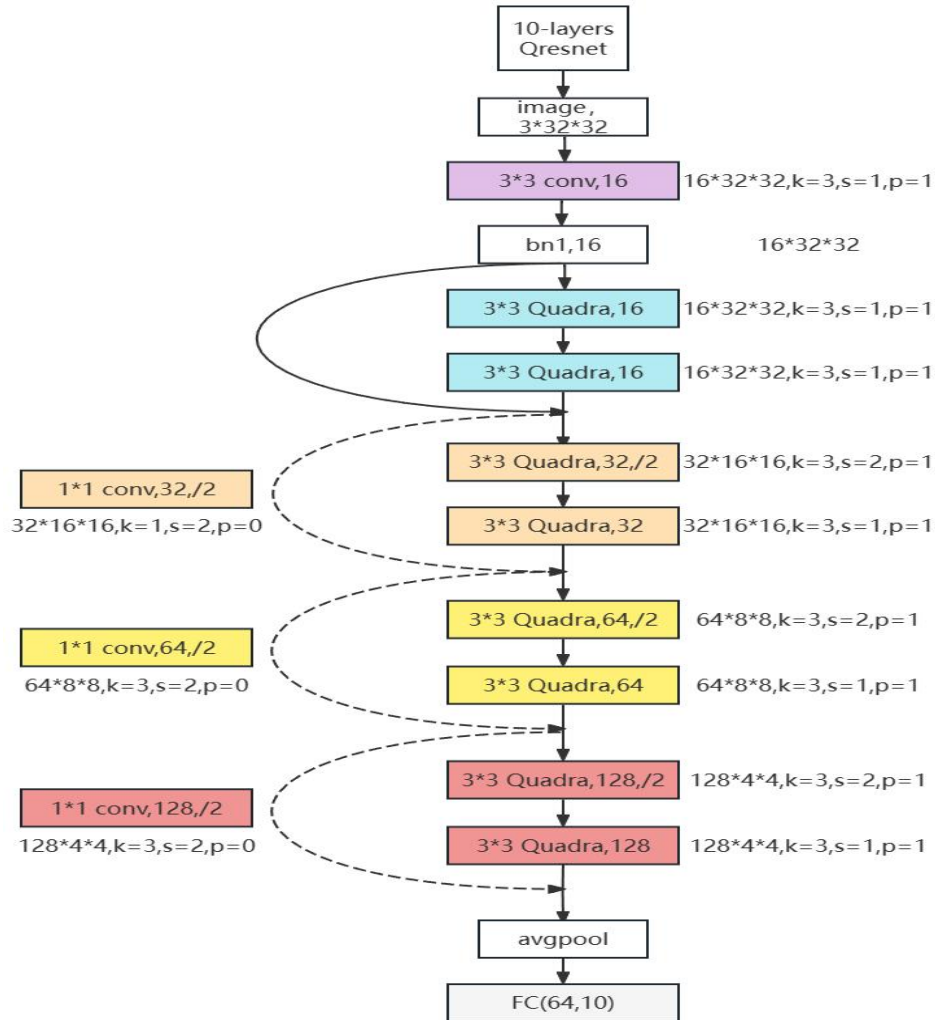 10-layers
Qresnet
image,
3*32*32
3*3 conv,16
16*32*32,k=3,s=1,p=1
bn1,16
16*32*32
3*3 Quadra,16
16*32*32,k=3,s=1,p=1
3*3 Quadra,16
16*32*32,k=3,s=1,p=1
3*3 Quadra,32,/2
32*16*16,k=3,s=2,p=1
1*1 conv,32,/2
32*16*16,k=1,s=2,p=0
3*3 Quadra,32
32*16*16,k=3,s=1,p=1
3*3 Quadra,64,/2
64*8*8,k=3,s=2,p=1
1*1 conv,64,/2
64*8*8,k=3,s=2,p=0
3*3 Quadra,64
64*8*8,k=3,s=1,p=1
3*3 Quadra,128,/2
128*4*4,k=3,s=2,p=1
1*1 conv,128,/2
128*4*4,k=3,s=2,p=0
3*3 Quadra,128
128*4*4,k=3,s=1,p=1
avgpool
FC(64,10)